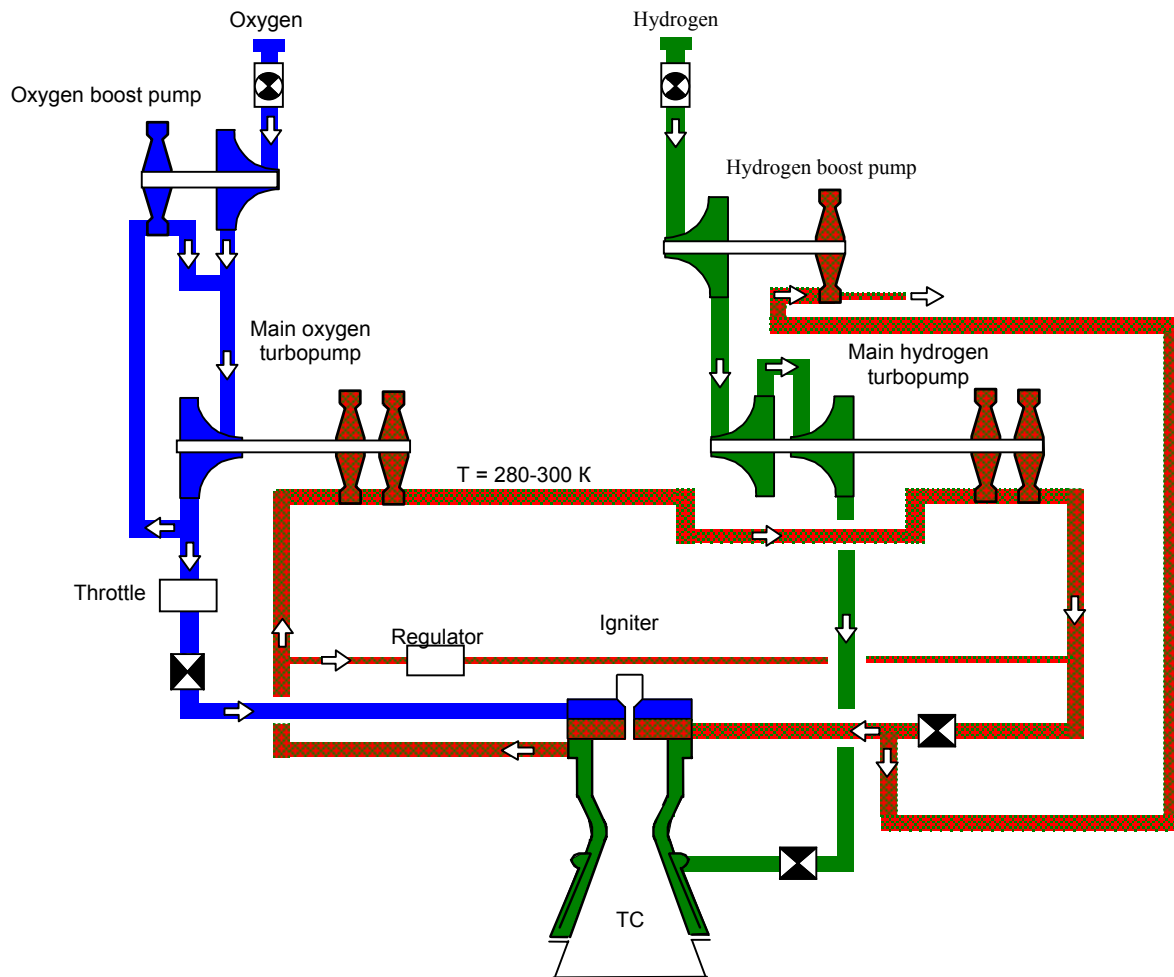 Oxygen
Hydrogen
Oxygen boost pump
Hydrogen boost pump
Main oxygen
turbopump
Main hydrogen
turbopump
T = 280-300 К
Throttle
Regulator
Igniter
TC